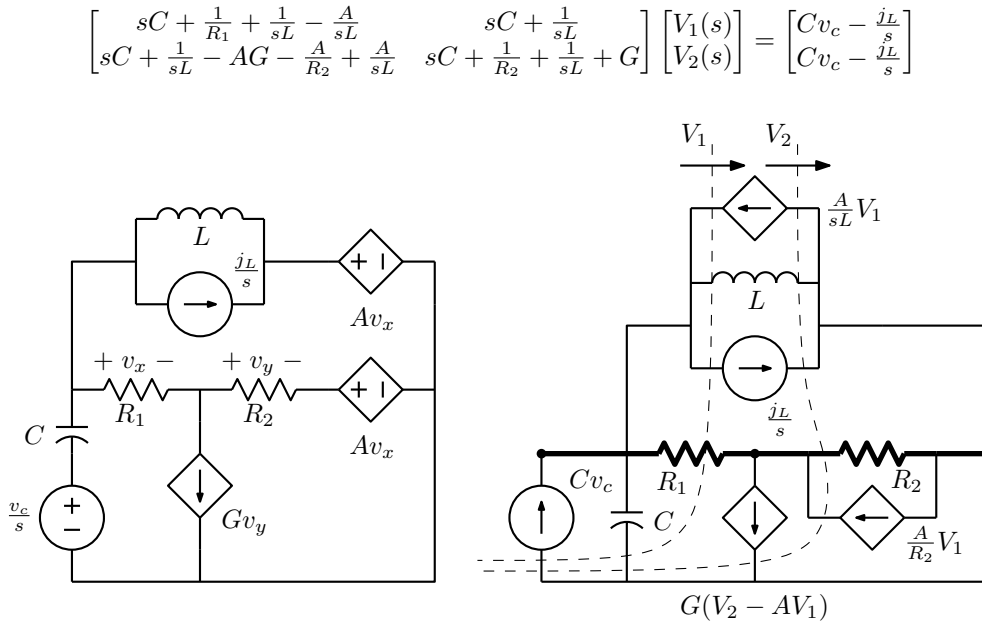 [sC + 1/R₁ + 1/sL − A/sL    sC + 1/sL] [V₁(s)] = [Cv_c − j_L/s]
[sC + 1/sL − AG − A/R₂ + A/sL    sC + 1/R₂ + 1/sL + G] [V₂(s)]   [Cv_c − j_L/s]
V₁ V₂
A/sL V₁
L
j_L/s
Av_x
+ v_x − + v_y −
R₁ R₂
Av_x
C
v_c/s
+
−
Gv_y
L
j_L/s
Cv_c
R₁
R₂
C
A/R₂ V₁
G(V₂ − AV₁)